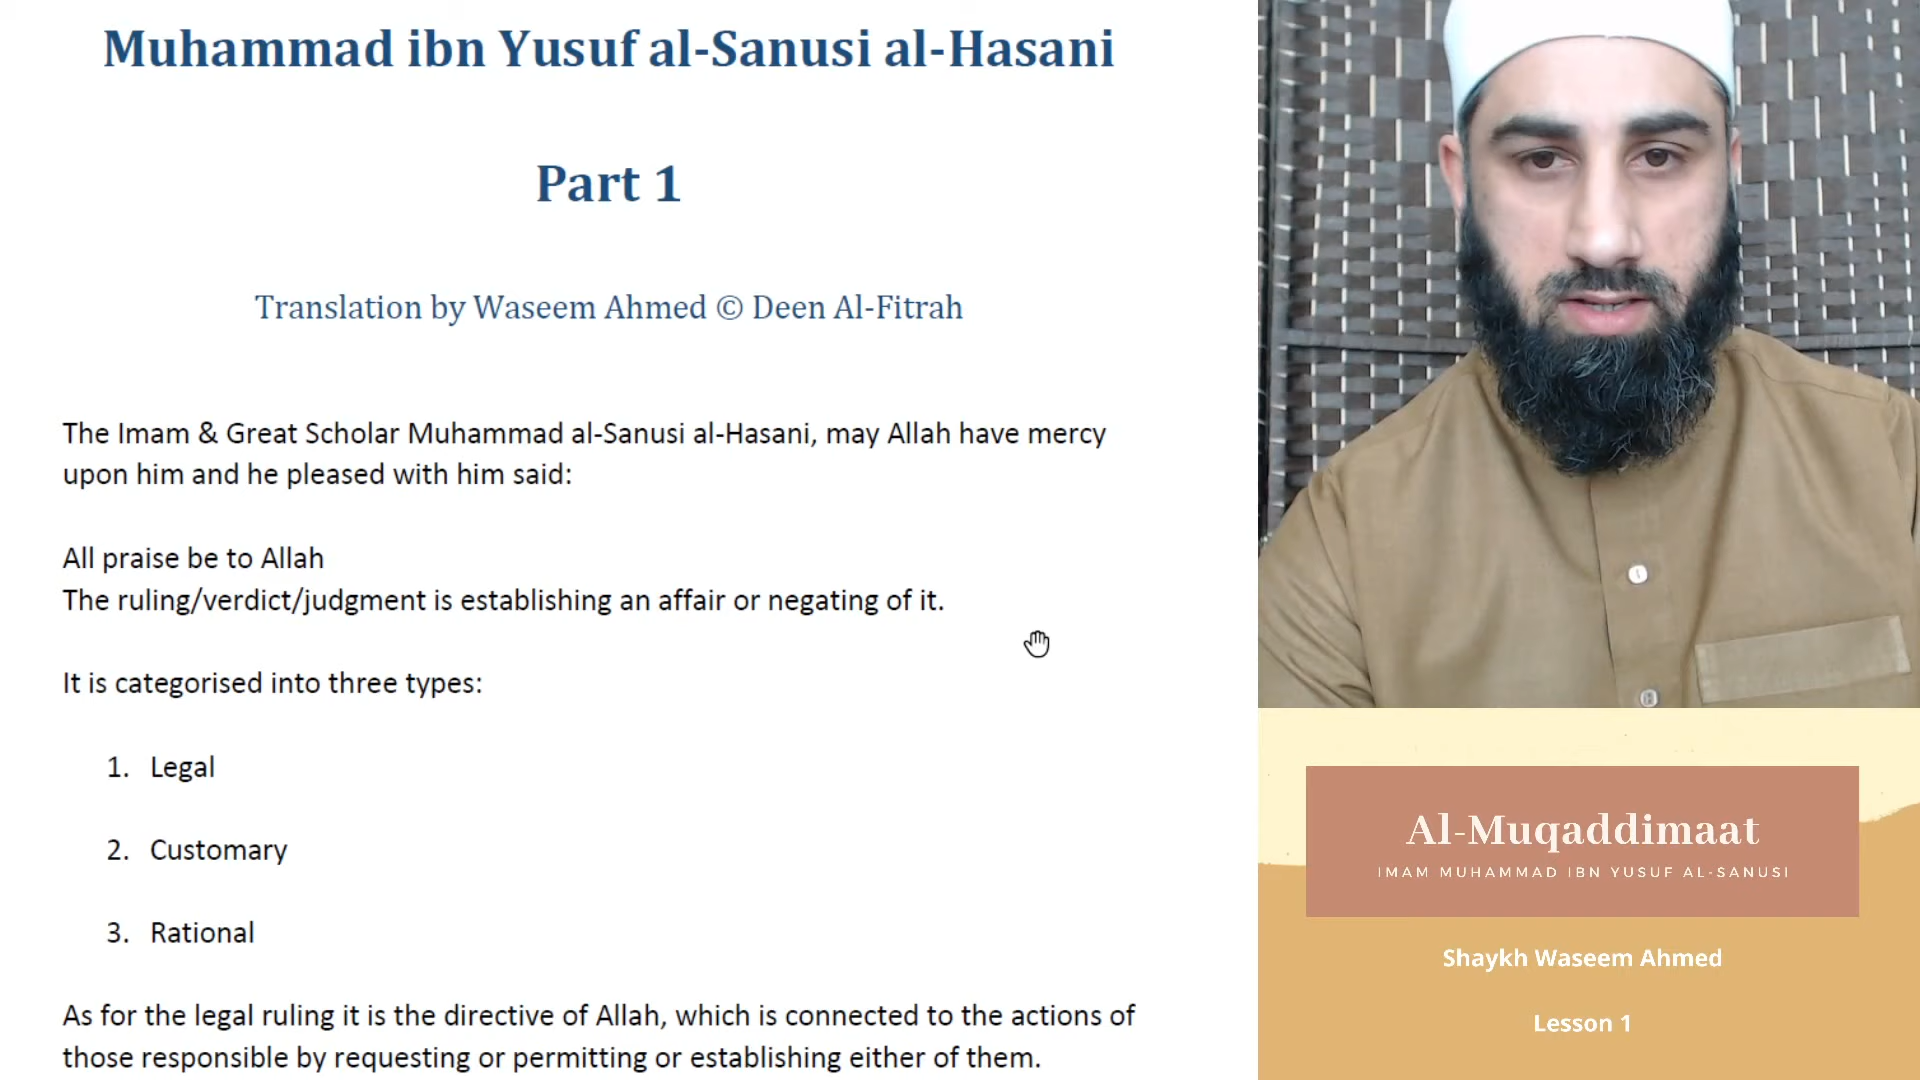 Muhammad ibn Yusuf al-Sanusi al-Hasani
Part 1
Translation by Waseem Ahmed © Deen Al-Fitrah
The Imam & Great Scholar Muhammad al-Sanusi al-Hasani, may Allah have mercy
upon him and he pleased with him said:
All praise be to Allah
The ruling/verdict/judgment is establishing an affair or negating of it.
It is categorised into three types:
1. Legal
2. Customary
3. Rational
As for the legal ruling it is the directive of Allah, which is connected to the actions of
those responsible by requesting or permitting or establishing either of them.
Al-Muqaddimaat
IMAM MUHAMMAD IBN YUSUF AL-SANUSI
Shaykh Waseem Ahmed
Lesson 1